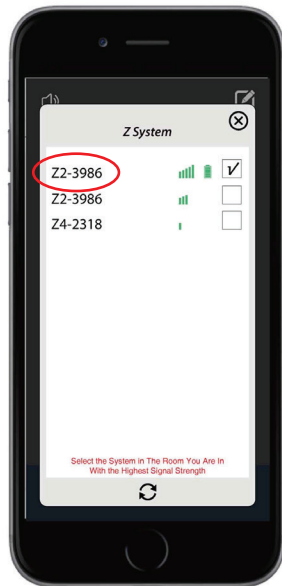 Z System
Z2-3986
Z2-3986
Z4-2318
Select the System in The Room You Are In
With the Highest Signal Strength